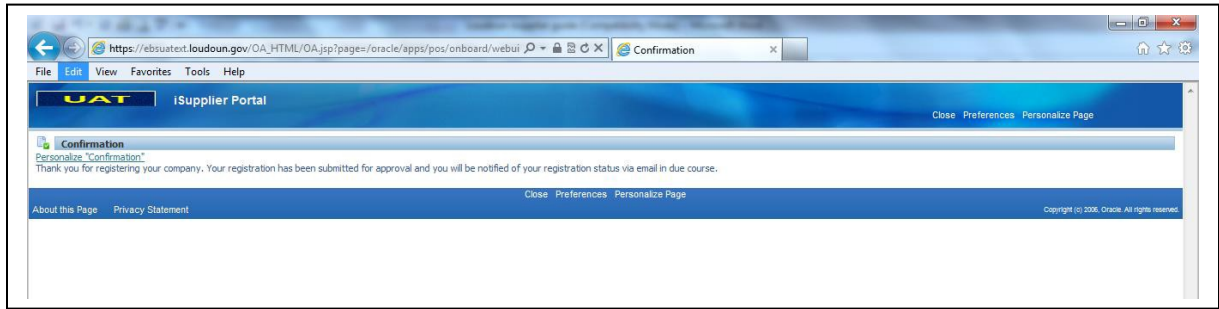 https://ebsuatext.loudoun.gov/OA_HTML/OA.jsp?page=/oracle/apps/pos/onboard/webui
Confirmation
File Edit View Favorites Tools Help
UAT iSupplier Portal
Close Preferences Personalize Page
Confirmation
Personalize "Confirmation"
Thank you for registering your company. Your registration has been submitted for approval and you will be notified of your registration status via email in due course.
Close Preferences Personalize Page
About this Page Privacy Statement
Copyright (c) 2006, Oracle. All rights reserved.